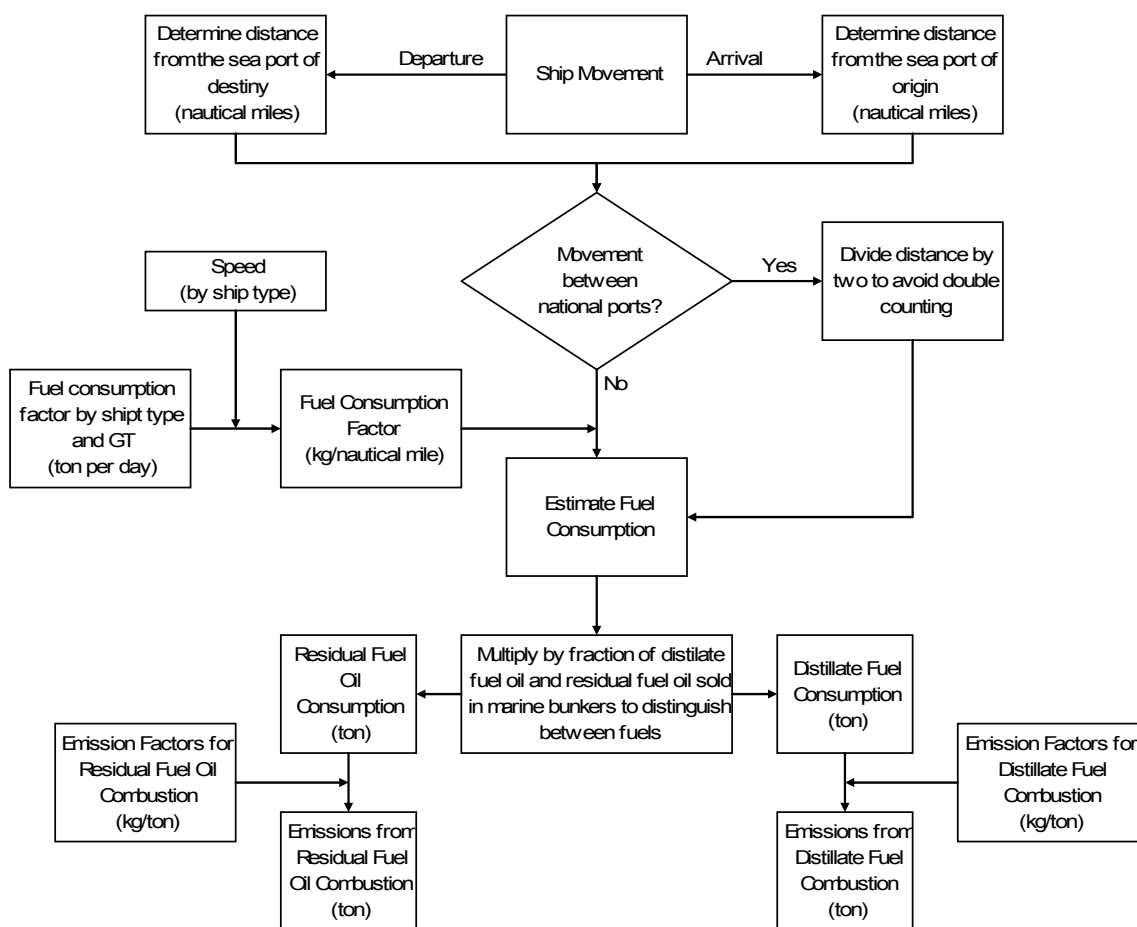 Determine distance
from the sea port of
destiny
(nautical miles)
Departure
Ship Movement
Arrival
Determine distance
from the sea port of
origin
(nautical miles)
Movement
between
national ports?
Yes
Divide distance by
two to avoid double
counting
Speed
(by ship type)
No
Fuel consumption
factor by shipt type
and GT
(ton per day)
Fuel Consumption
Factor
(kg/nautical mile)
Estimate Fuel
Consumption
Residual Fuel
Oil
Consumption
(ton)
Multiply by fraction of distilate
fuel oil and residual fuel oil sold
in marine bunkers to distinguish
between fuels
Distillate Fuel
Consumption
(ton)
Emission Factors for
Residual Fuel Oil
Combustion
(kg/ton)
Emission Factors for
Distillate Fuel
Combustion
(kg/ton)
Emissions from
Residual Fuel
Oil Combustion
(ton)
Emissions from
Distillate Fuel
Combustion
(ton)